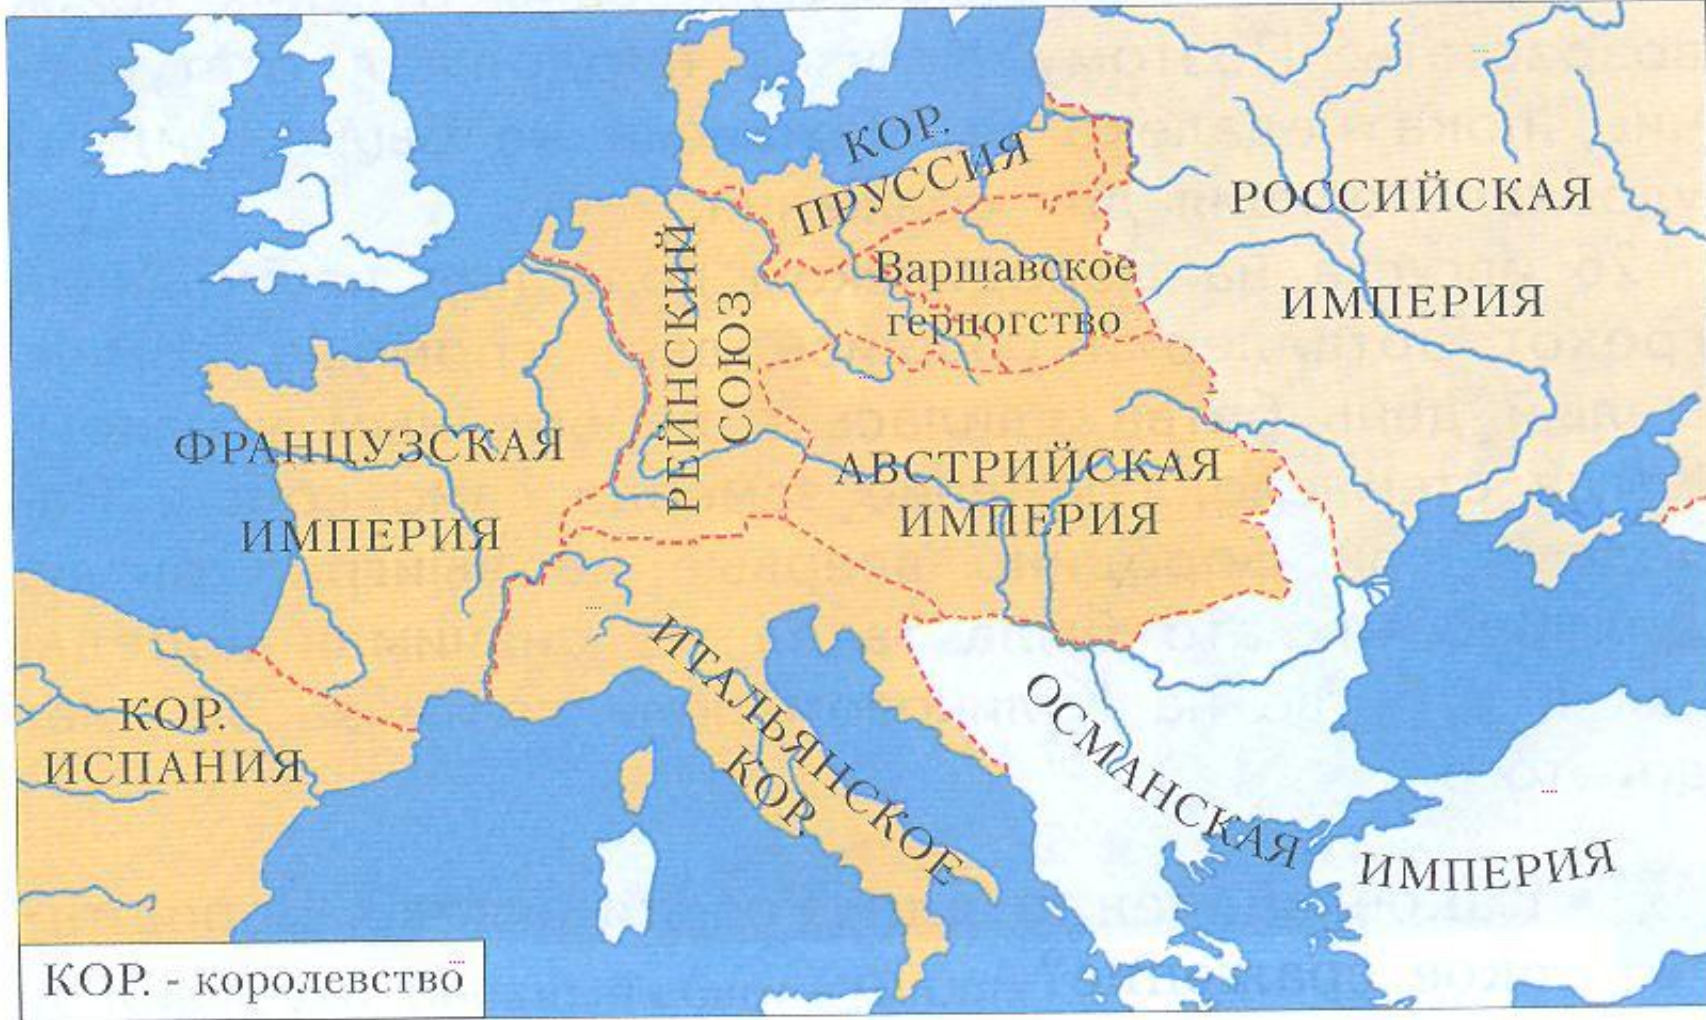 КОР.
ПРУССИЯ
РОССИЙСКАЯ
ИМПЕРИЯ
РЕЙНСКИЙ
СОЮЗ
Варшавское
герцогство
ФРАНЦУЗСКАЯ
ИМПЕРИЯ
АВСТРИЙСКАЯ
ИМПЕРИЯ
КОР.
ИСПАНИЯ
ИТАЛЬЯНСКОЕ
КОР.
ОСМАНСКАЯ
ИМПЕРИЯ
КОР. - королевство